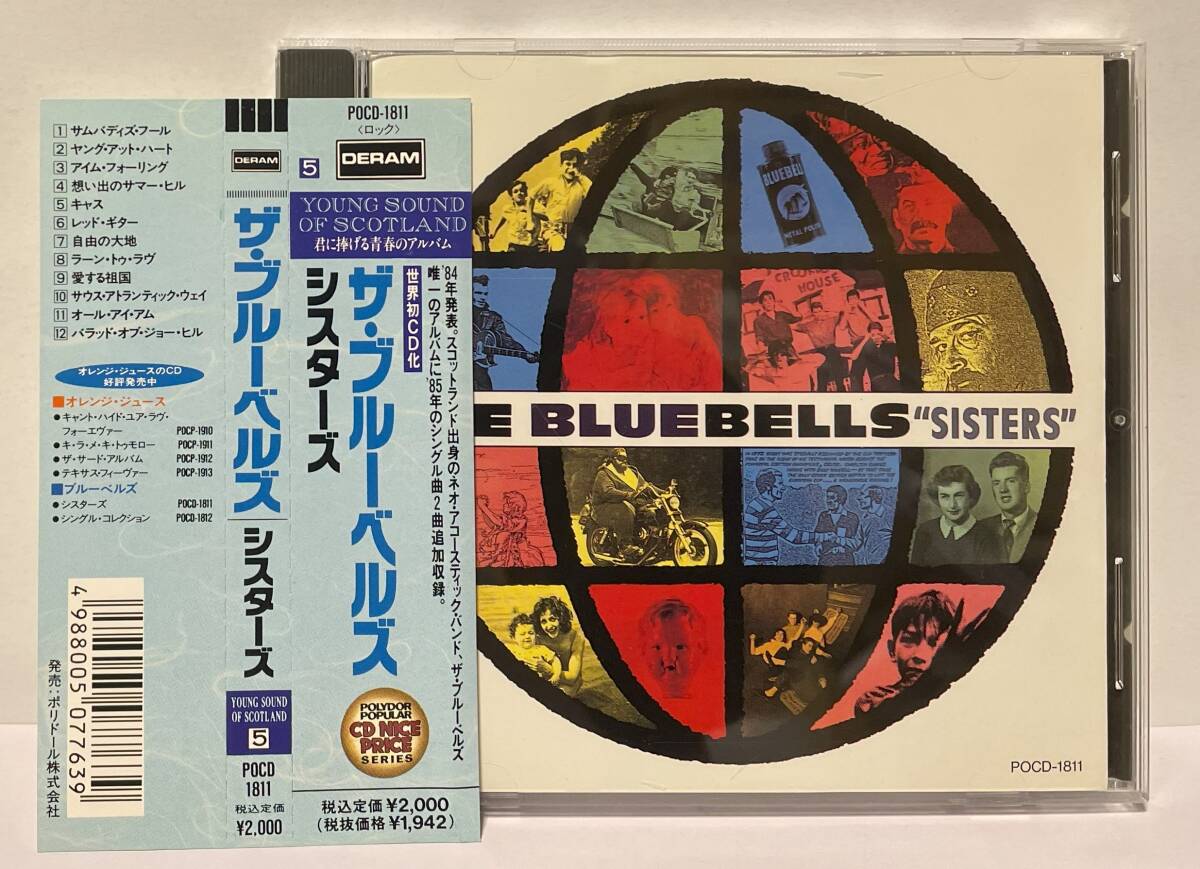 1 サムバディズ・フール
2 ヤング・アット・ハート
3 アイム・フォーリング
4 想い出のサマー・ヒル
5 キャス
6 レッド・ギター
7 自由の大地
8 ラーン・トゥ・ラヴ
9 愛する祖国
10 サウス・アトランティック・ウェイ
11 オール・アイ・アム
12 バラッド・オブ・ジョー・ヒル
オレンジ・ジュースのCD
好評発売中
■オレンジ・ジュース
●キャント・ハイド・ユア・ラヴ・
フォーエヴァー POCP-1910
●キ・ラ・メ・キ・トゥモロー POCP-1911
●ザ・サード・アルバム POCP-1912
●テキサス・フィーヴァー POCP-1913
■ブルーベルズ
●シスターズ POCD-1811
●シングル・コレクション POCD-1812
4 988005 077639
発売:ポリドール株式会社
DERAM
ザ・ブルーベルズ
シスターズ
YOUNG SOUND
OF SCOTLAND
5
POCD
1811
税込定価
¥2,000
POCD-1811
〈ロック〉
5
DERAM
YOUNG SOUND
OF SCOTLAND
君に捧げる青春のアルバム
世界初CD化
'84年発表。スコットランド出身のネオ・アコースティック・バンド、ザ・ブルーベルズ
唯一のアルバムに'85年のシングル曲2曲追加収録。
ザ・ブルーベルズ
シスターズ
POLYDOR
POPULAR
CD NICE
PRICE
SERIES
税込定価¥2,000
(税抜価格¥1,942)
BLUEBELL
METAL POLISH
HOUSE
E BLUEBELLS “SISTERS”
POCD-1811